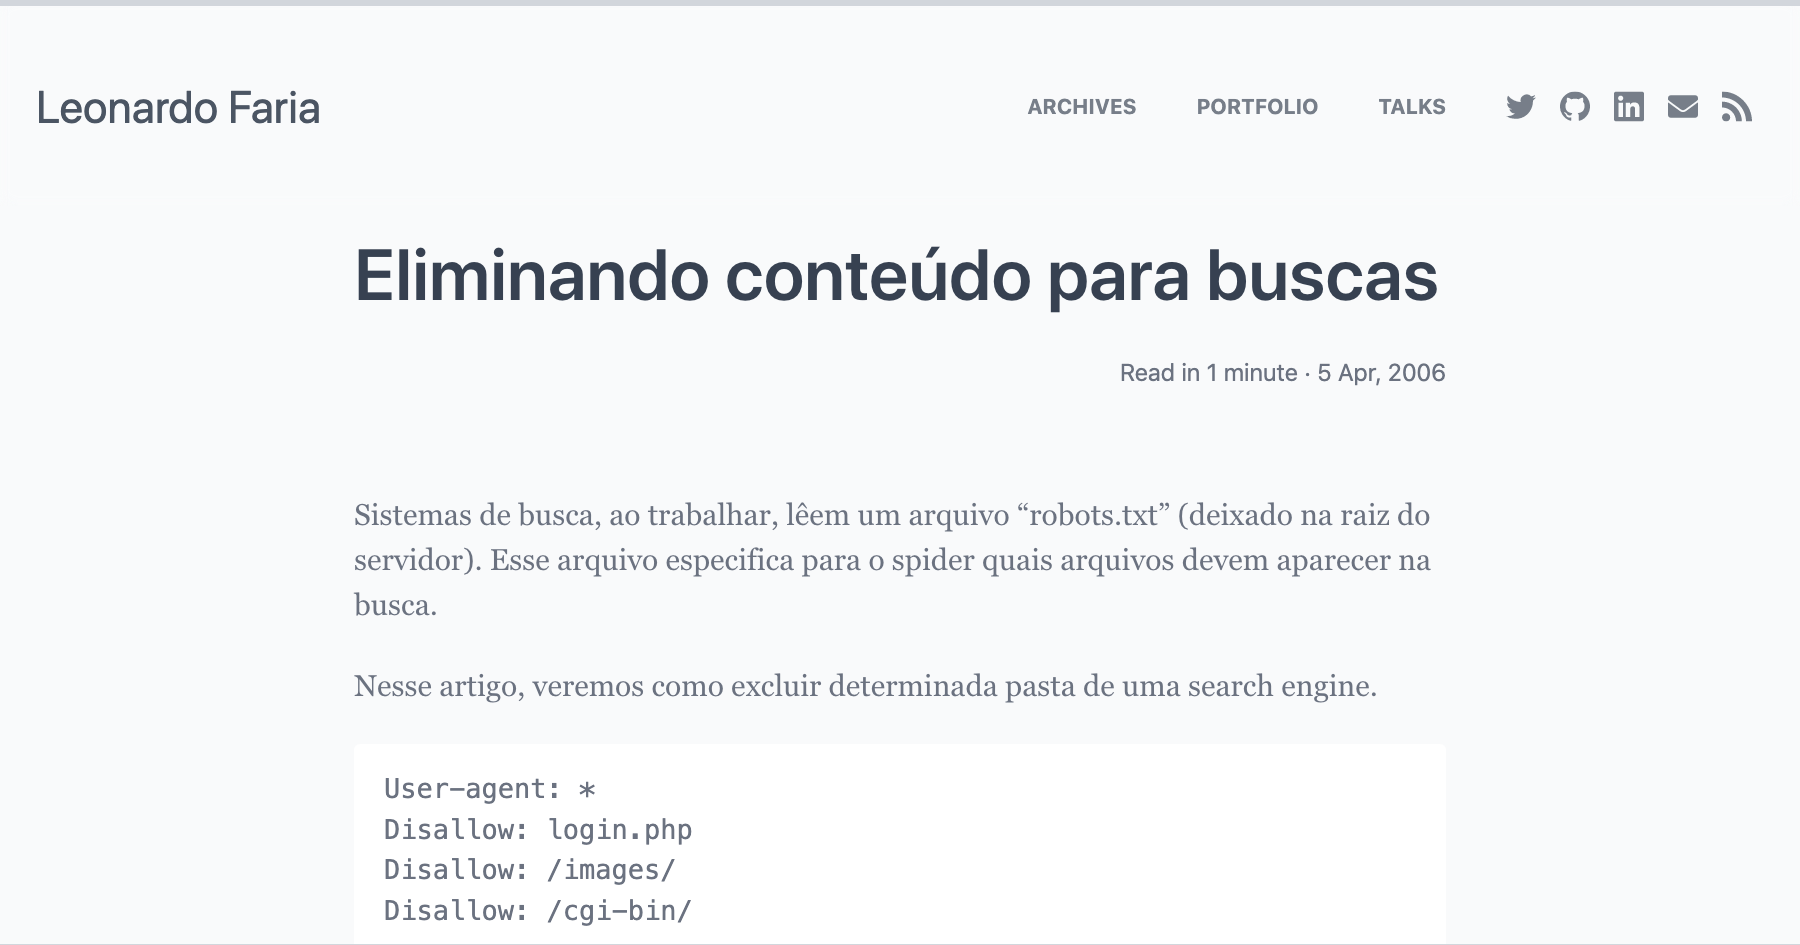 Leonardo Faria
ARCHIVES PORTFOLIO TALKS
Eliminando conteúdo para buscas
Read in 1 minute · 5 Apr, 2006
Sistemas de busca, ao trabalhar, lêem um arquivo “robots.txt” (deixado na raiz do
servidor). Esse arquivo especifica para o spider quais arquivos devem aparecer na
busca.
Nesse artigo, veremos como excluir determinada pasta de uma search engine.
User-agent: *
Disallow: login.php
Disallow: /images/
Disallow: /cgi-bin/